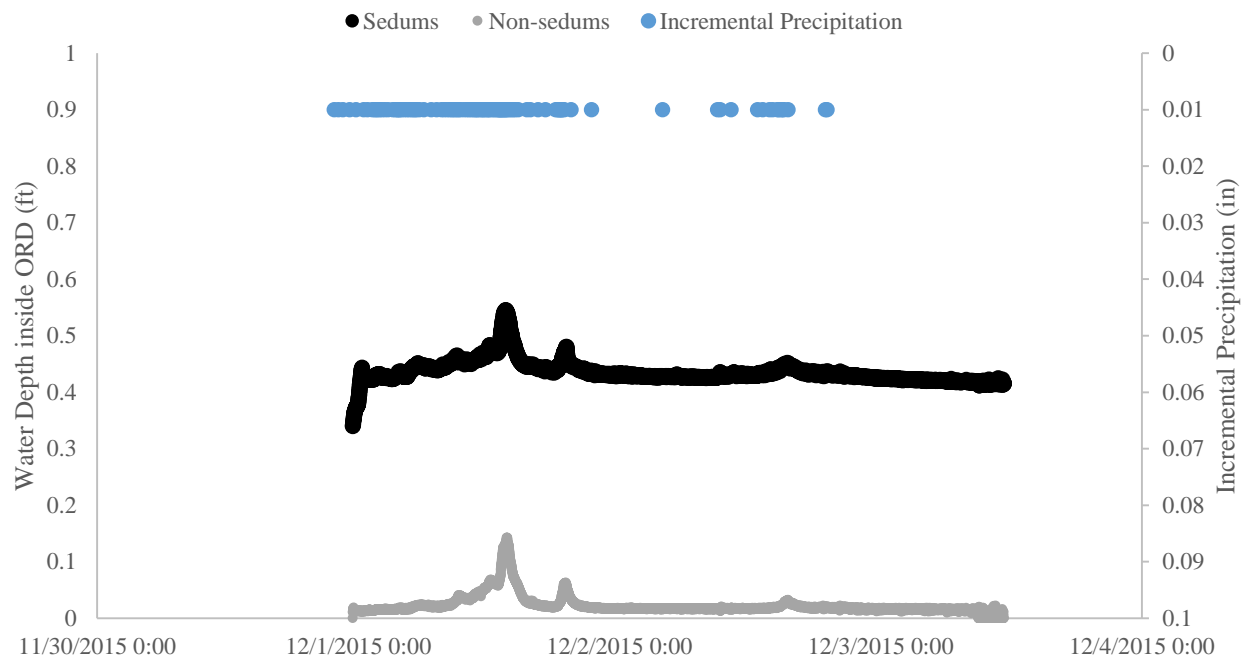 Sedums Non-sedums Incremental Precipitation
1 0
0.9 0.01
0.8 0.02
0.7 0.03
0.6 0.04
0.5 0.05
0.4 0.06
0.3 0.07
0.2 0.08
0.1 0.09
0 0.1
Water Depth inside ORD (ft)
Incremental Precipitation (in)
11/30/2015 0:00 12/1/2015 0:00 12/2/2015 0:00 12/3/2015 0:00 12/4/2015 0:00